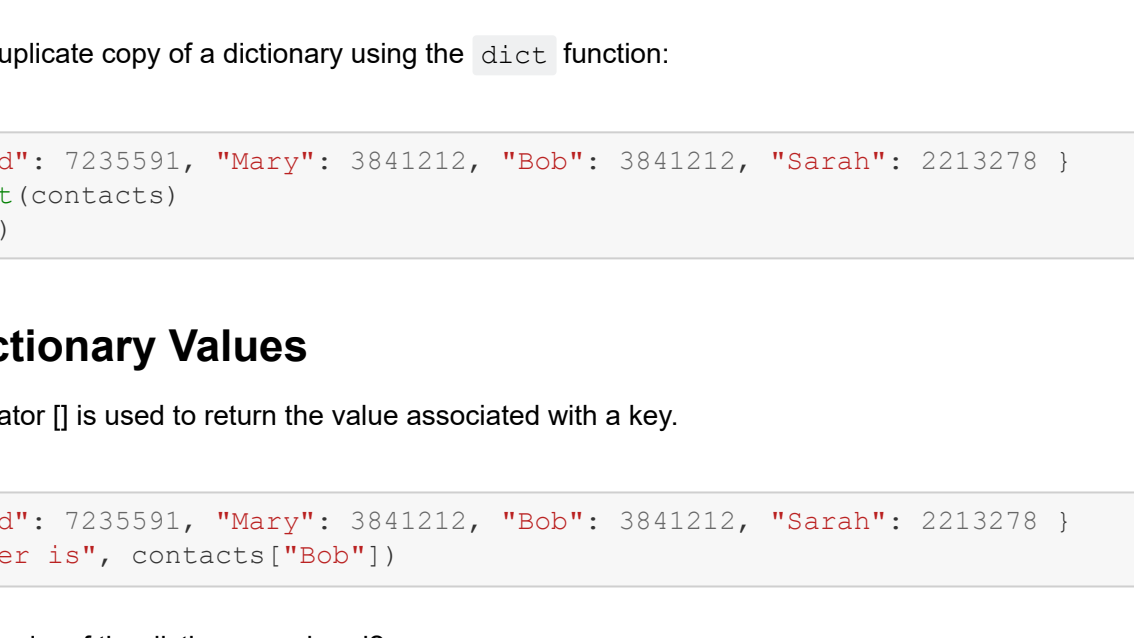 uplicate copy of a dictionary using the dict function:
d": 7235591, "Mary": 3841212, "Bob": 3841212, "Sarah": 2213278 }
t(contacts)
)
ctionary Values
ator [] is used to return the value associated with a key.
d": 7235591, "Mary": 3841212, "Bob": 3841212, "Sarah": 2213278 }
er is", contacts["Bob"])